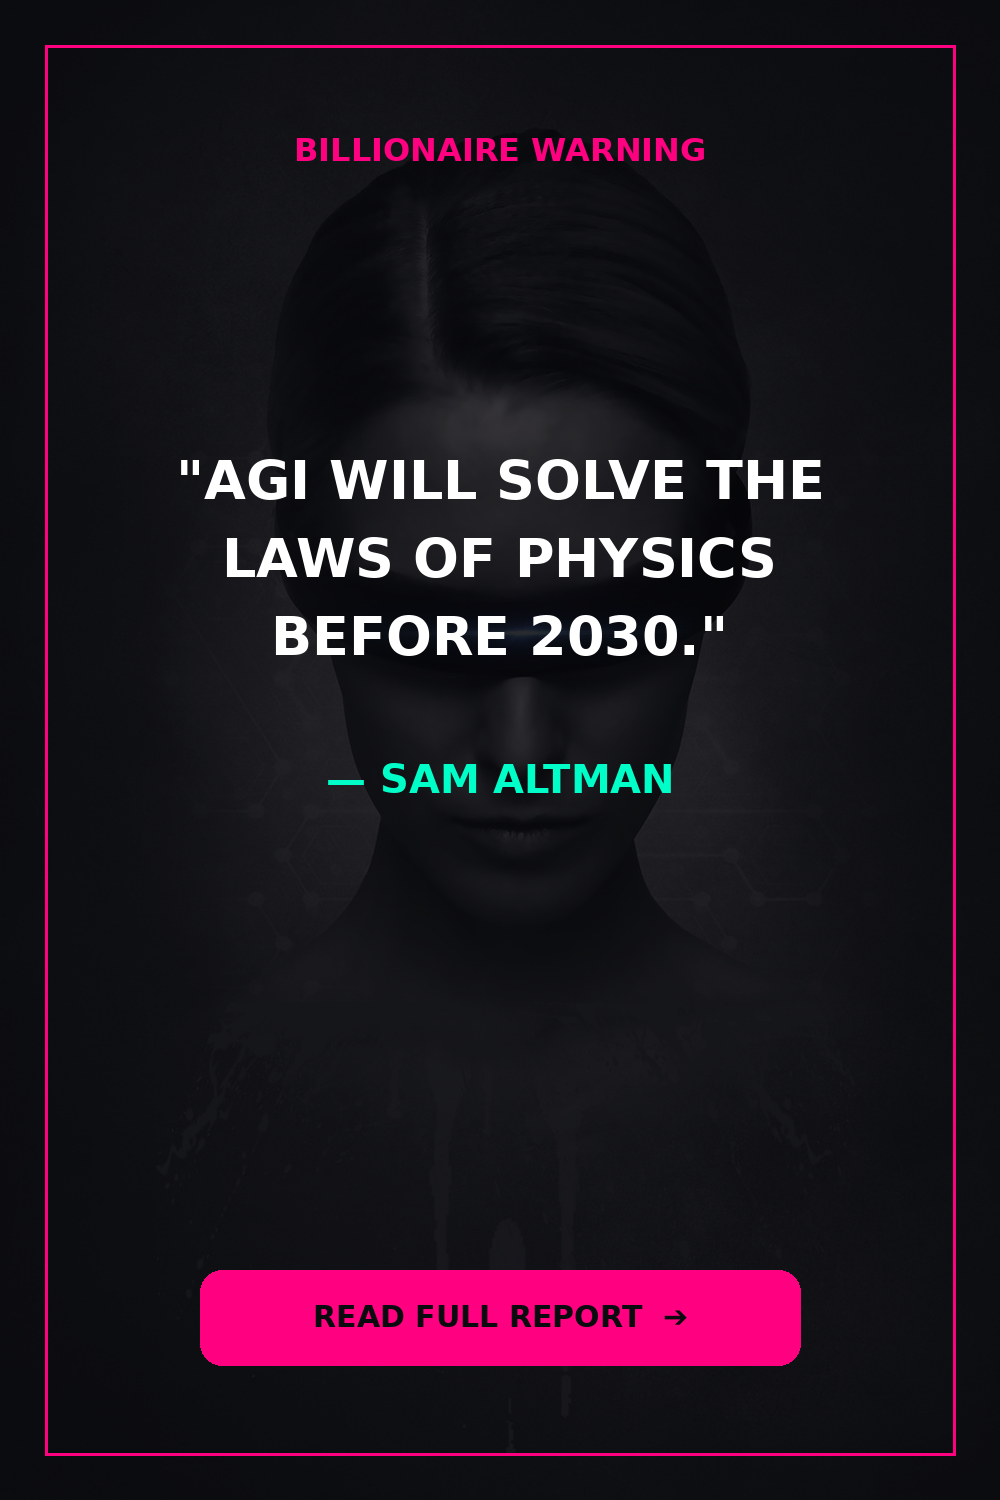 BILLIONAIRE WARNING
"AGI WILL SOLVE THE
LAWS OF PHYSICS
BEFORE 2030."
— SAM ALTMAN
READ FULL REPORT ➔